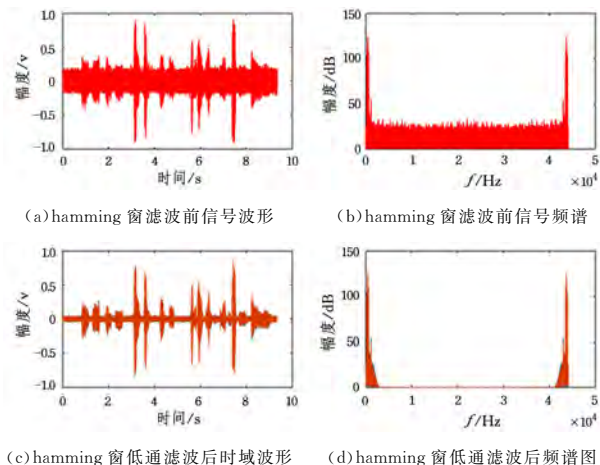 1.0
0.5
0
−0.5
−1.0
幅度/v
0 2 4 6 8 10
时间/s
(a)hamming 窗滤波前信号波形
150
100
50
0
幅度/dB
0 1 2 3 4 5
f/Hz ×10⁴
(b)hamming 窗滤波前信号频谱
1.0
0.5
0
−0.5
−1.0
幅度/v
0 2 4 6 8 10
时间/s
(c)hamming 窗低通滤波后时域波形
150
100
50
0
幅度/dB
0 1 2 3 4 5
f/Hz ×10⁴
(d)hamming 窗低通滤波后频谱图